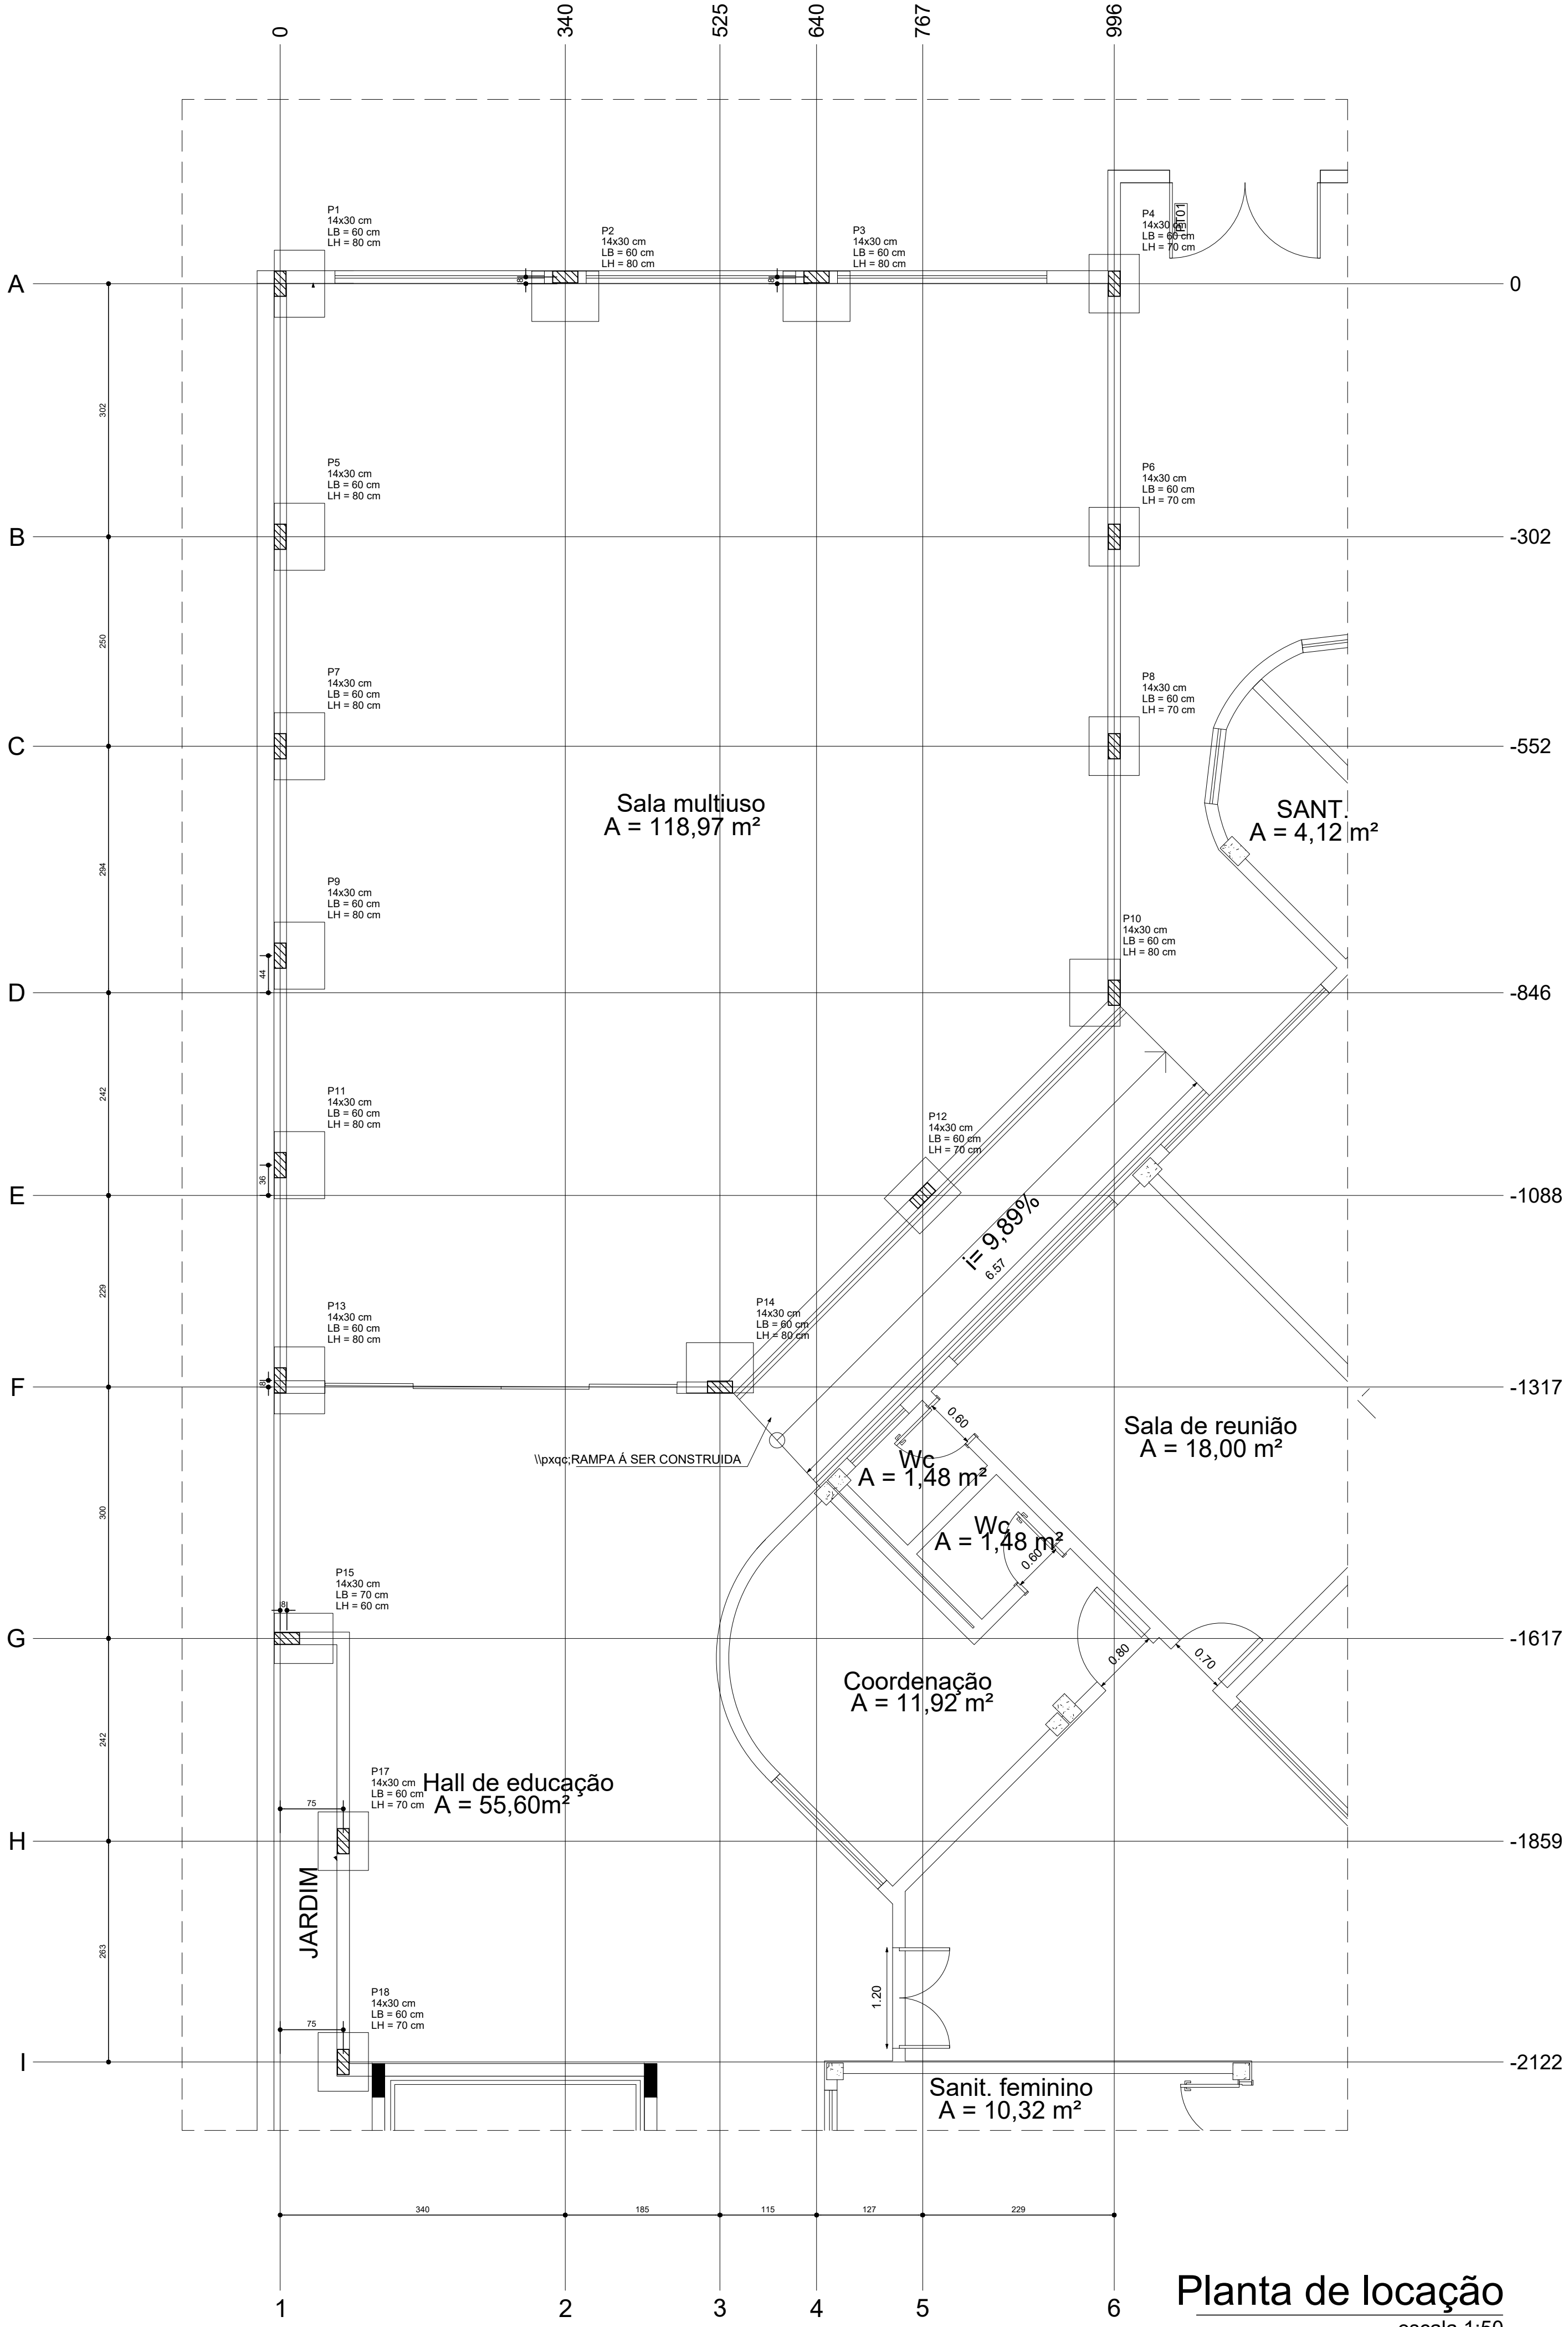 0
340
525
640
767
996
P1
14x30 cm
LB = 60 cm
LH = 80 cm
P2
14x30 cm
LB = 60 cm
LH = 80 cm
P3
14x30 cm
LB = 60 cm
LH = 80 cm
P4
14x30 cm
LB = 60 cm
LH = 70 cm
A
8
8
0
302
P5
14x30 cm
LB = 60 cm
LH = 80 cm
P6
14x30 cm
LB = 60 cm
LH = 70 cm
B
-302
250
P7
14x30 cm
LB = 60 cm
LH = 80 cm
P8
14x30 cm
LB = 60 cm
LH = 70 cm
C
-552
Sala multiuso
A = 118,97 m²
SANT.
A = 4,12 m²
294
P9
14x30 cm
LB = 60 cm
LH = 80 cm
P10
14x30 cm
LB = 60 cm
LH = 80 cm
44
D
-846
242
P11
14x30 cm
LB = 60 cm
LH = 80 cm
P12
14x30 cm
LB = 60 cm
LH = 70 cm
36
E
-1088
i= 9,89%
6.57
229
P13
14x30 cm
LB = 60 cm
LH = 80 cm
P14
14x30 cm
LB = 60 cm
LH = 80 cm
8
F
-1317
0.60
Sala de reunião
A = 18,00 m²
\\pxqc;RAMPA Á SER CONSTRUIDA
Wc
A = 1,48 m²
300
Wc
A = 1,48 m²
0.60
P15
14x30 cm
LB = 70 cm
LH = 60 cm
8
G
-1617
0.80
0.70
Coordenação
A = 11,92 m²
242
P17
14x30 cm
LB = 60 cm
LH = 70 cm
Hall de educação
A = 55,60m²
75
H
-1859
JARDIM
263
1.20
P18
14x30 cm
LB = 60 cm
LH = 70 cm
75
I
-2122
Sanit. feminino
A = 10,32 m²
340
185
115
127
229
1
2
3
4
5
6
Planta de locação
escala 1:50